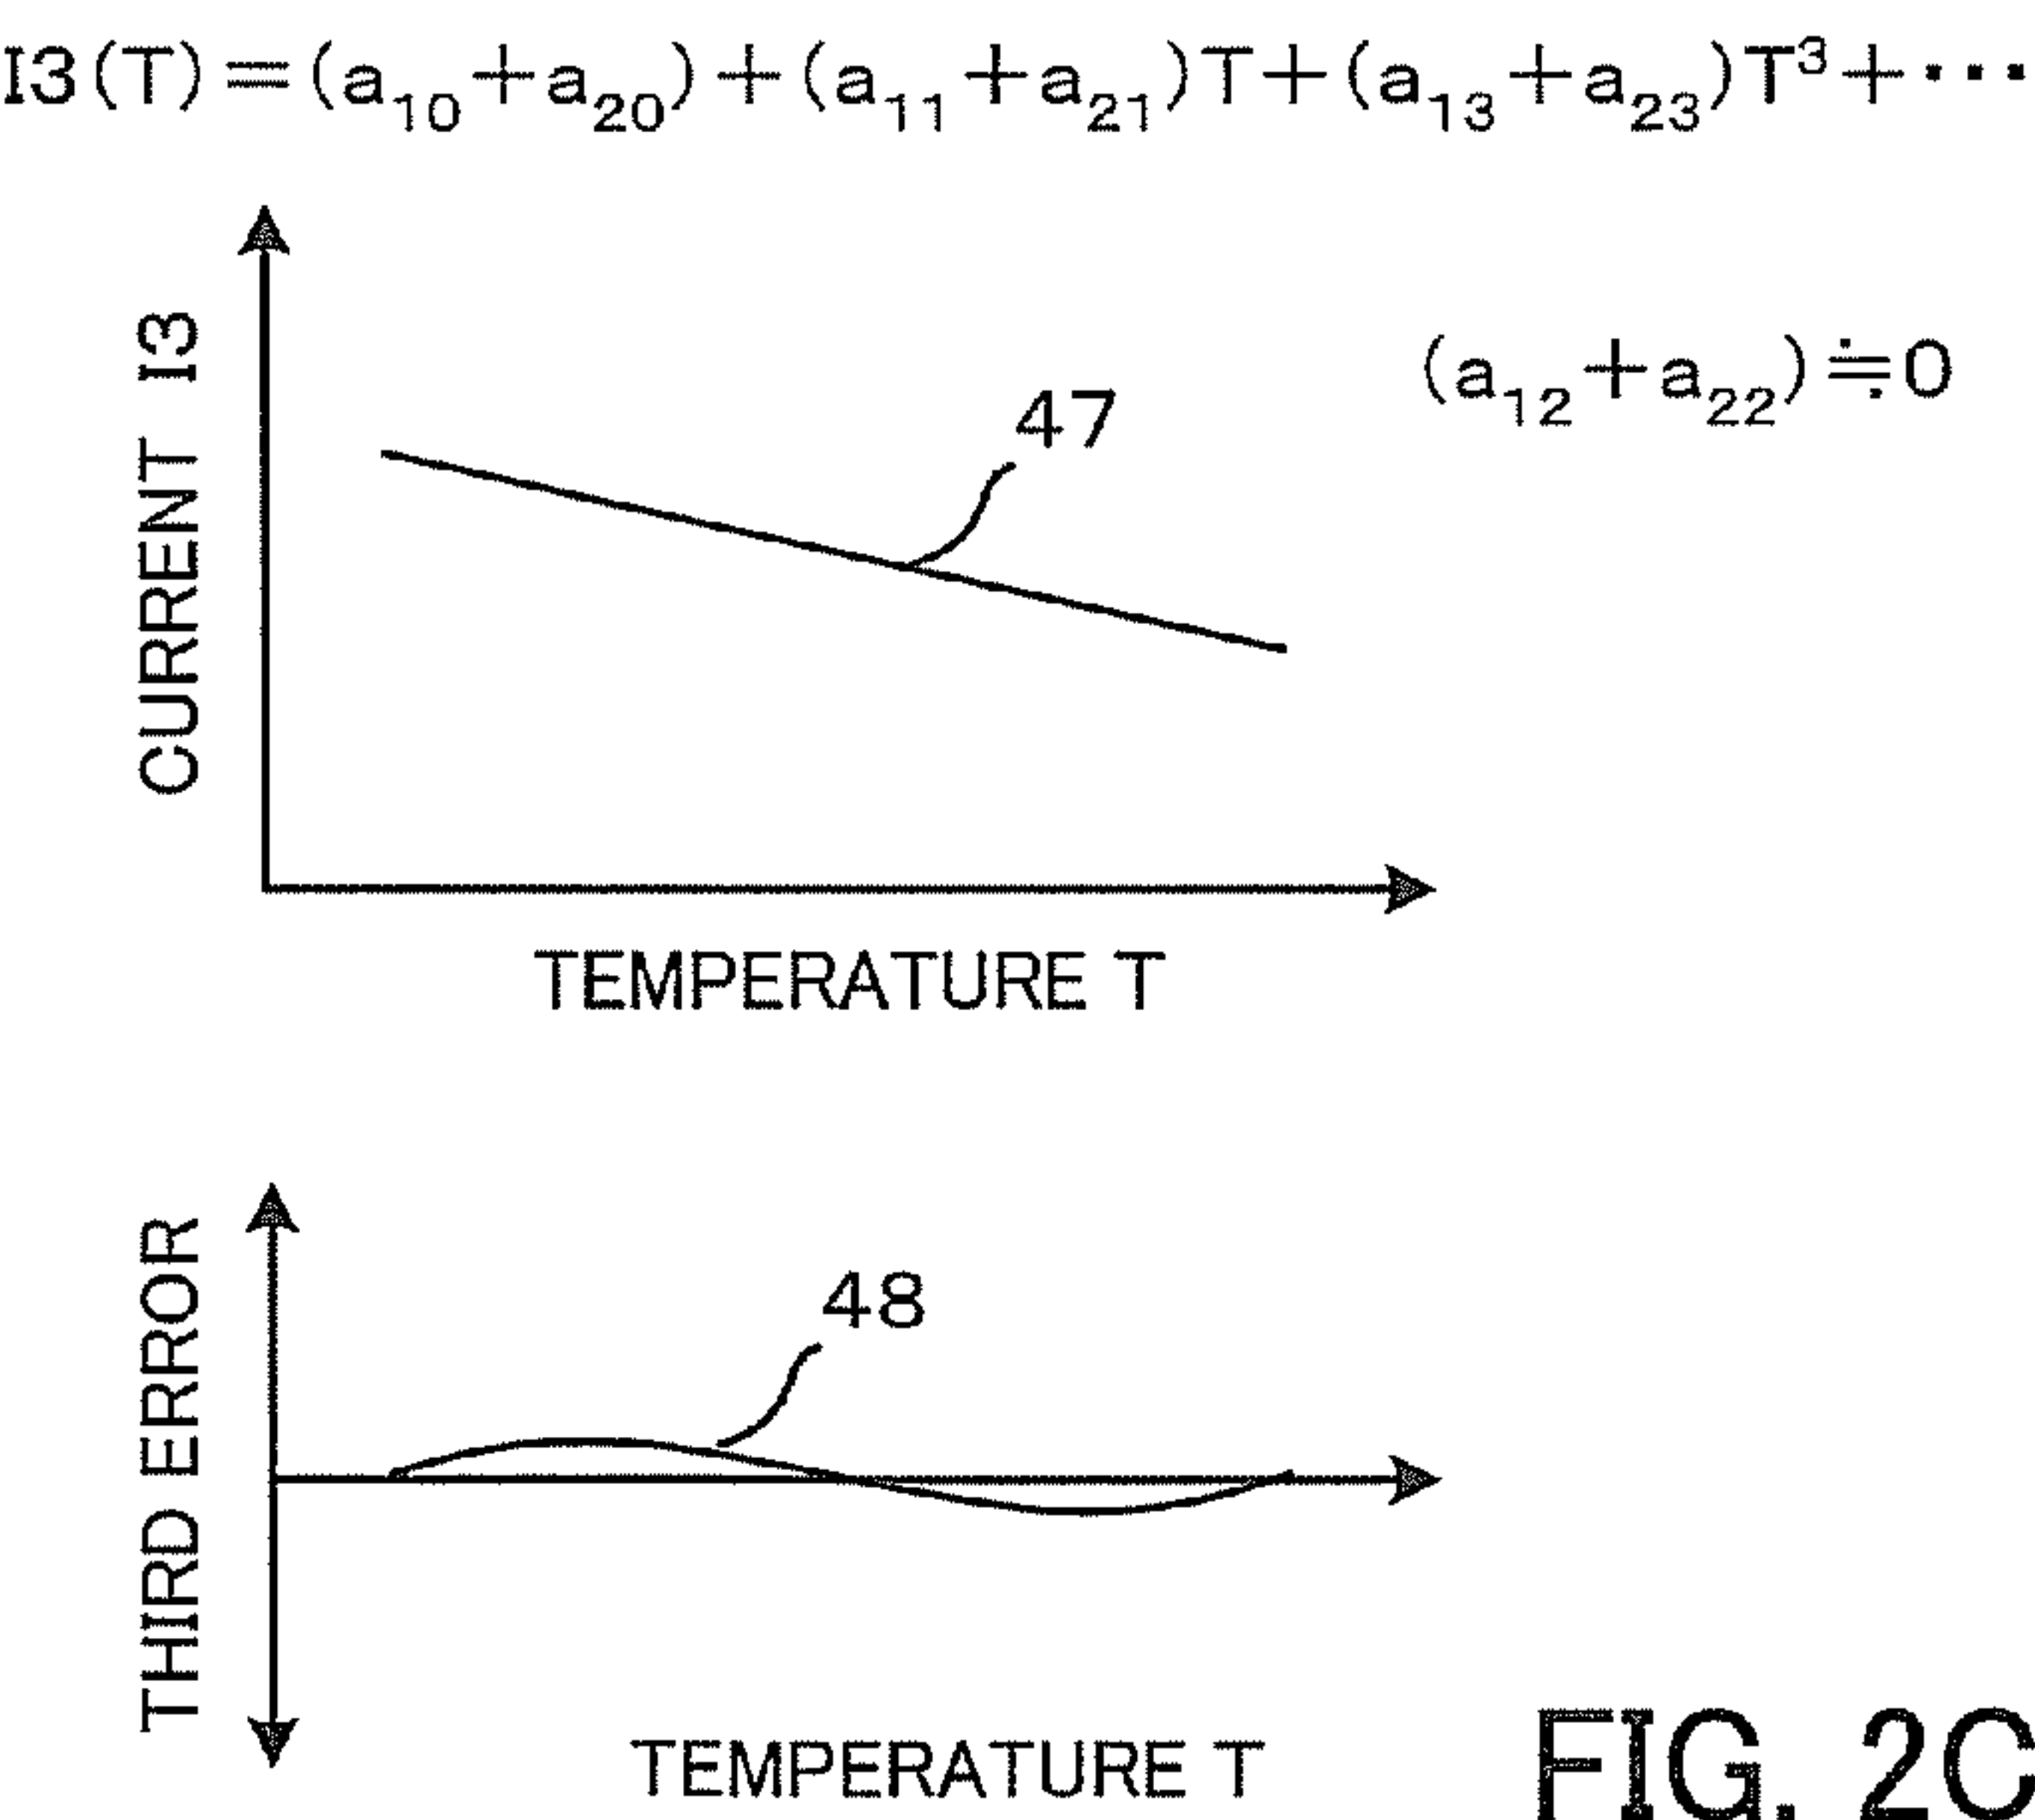 I3(T)=(a₁₀+a₂₀)+(a₁₁+a₂₁)T+(a₁₃+a₂₃)T³+⋯
CURRENT I3
(a₁₂+a₂₂)≒0
47
TEMPERATURE T
THIRD ERROR
48
TEMPERATURE T
FIG. 2C